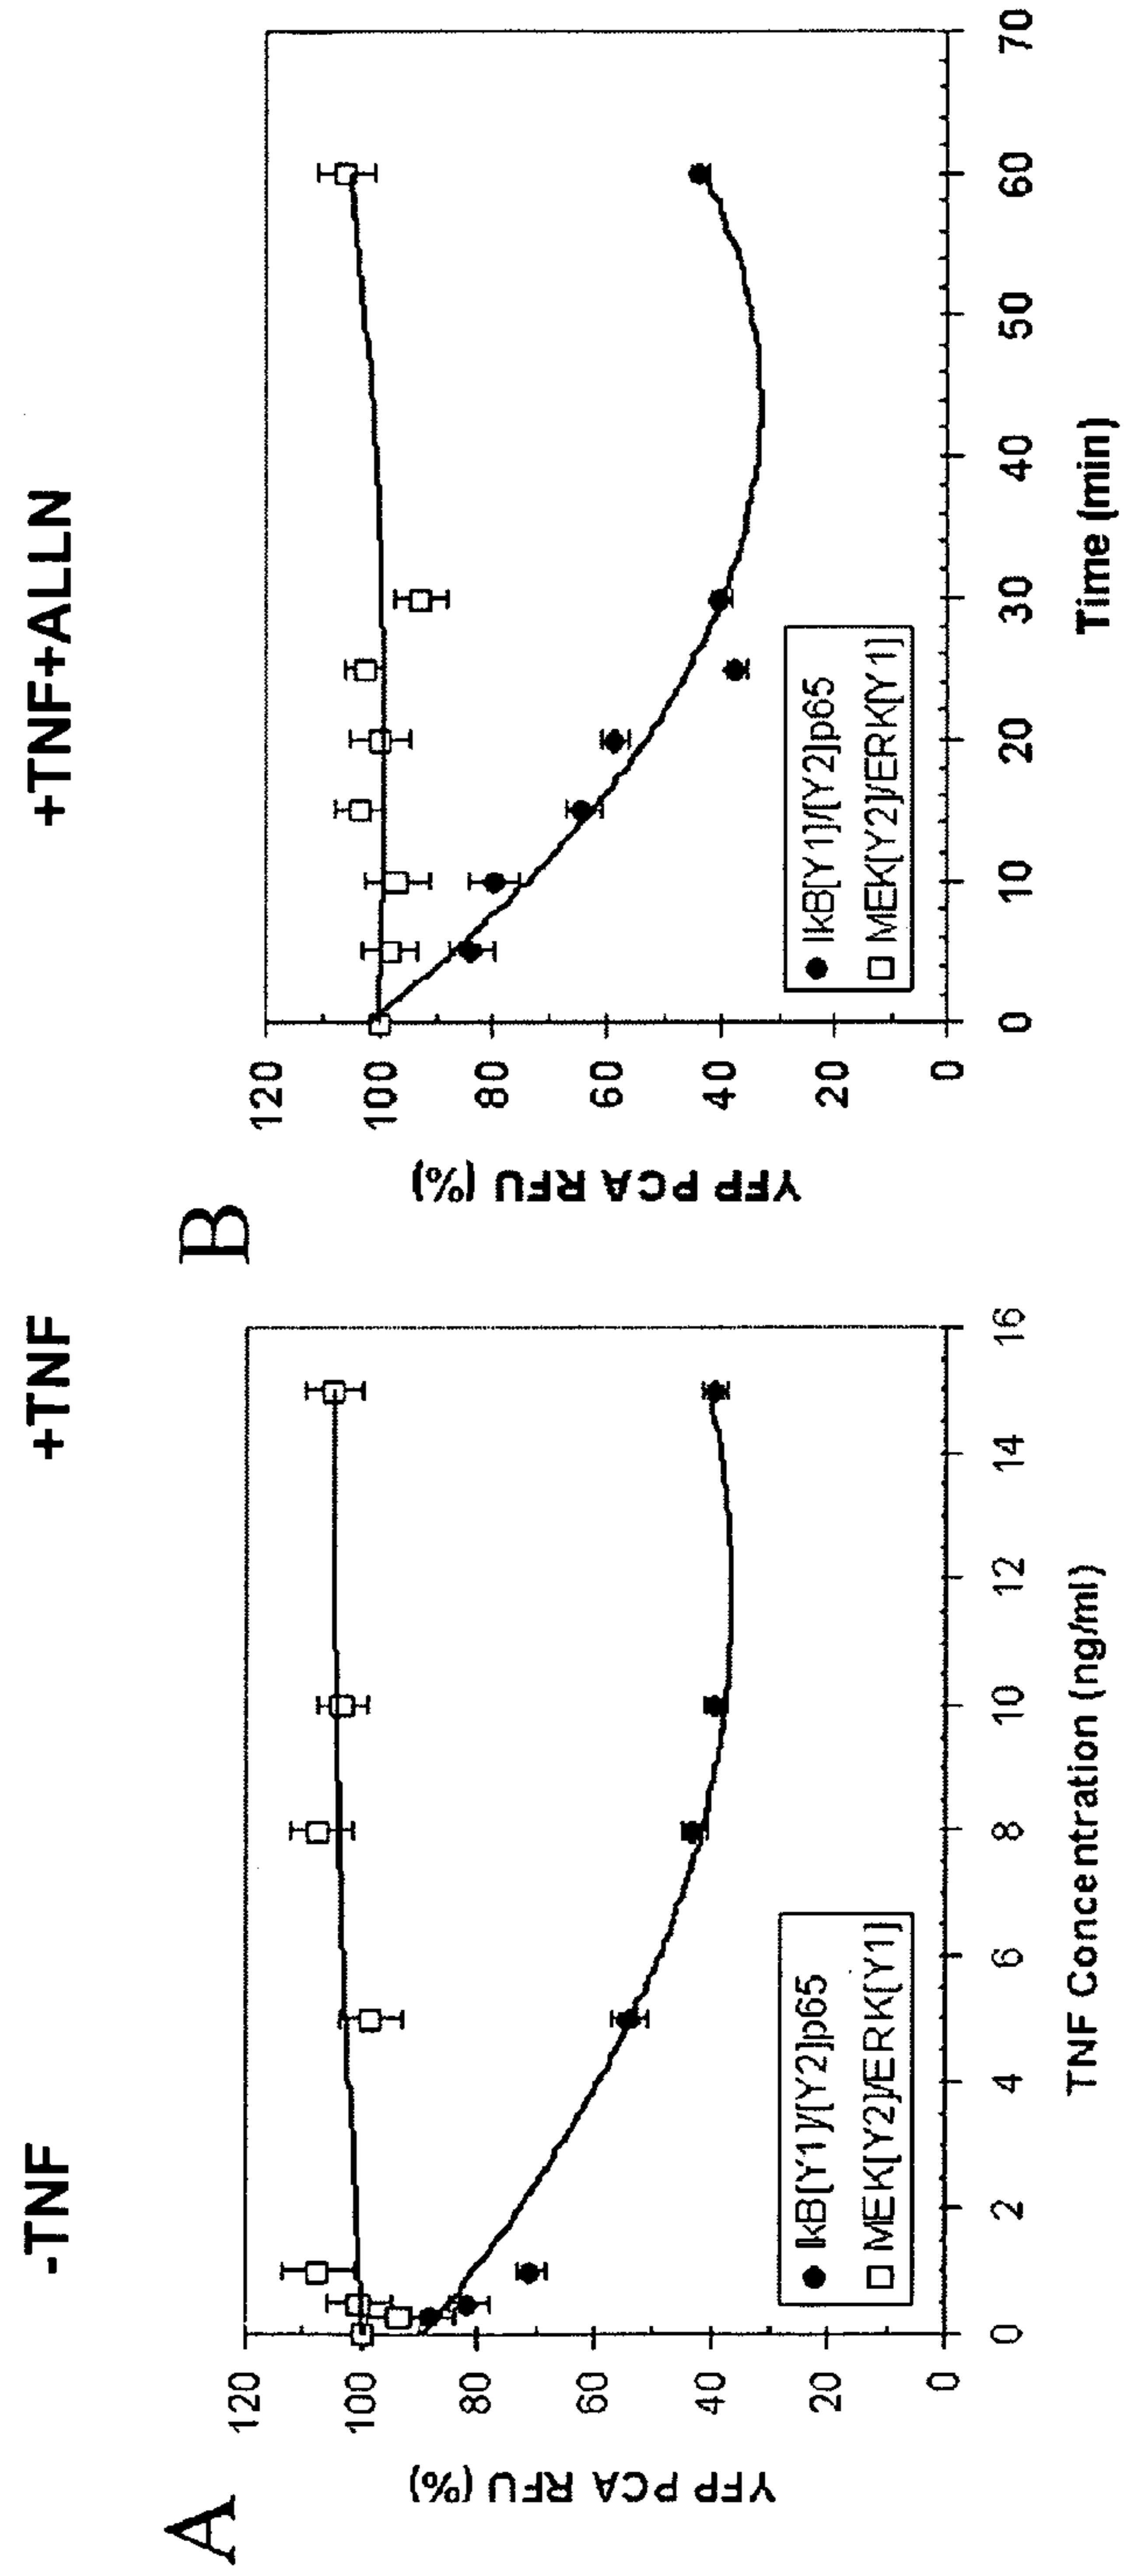 -TNF
+TNF
+TNF+ALLN
A
YFP PCA RFU (%)
120
100
80
60
40
20
0
0 2 4 6 8 10 12 14 16
TNF Concentration (ng/ml)
IkB[Y1]/[Y2]p65
MEK[Y2]/ERK[Y1]
B
YFP PCA RFU (%)
120
100
80
60
40
20
0
0 10 20 30 40 50 60 70
Time (min)
IkB[Y1]/[Y2]p65
MEK[Y2]/ERK[Y1]